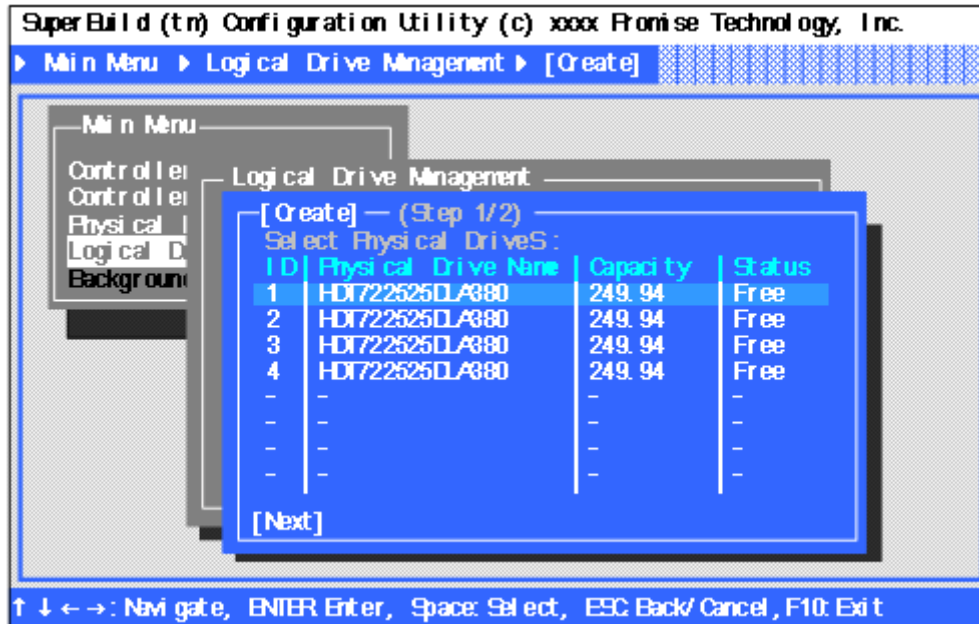 SuperBuild (tm) Configuration Utility (c) xxxx Promise Technology, Inc.
▶ Main Menu ▶ Logical Drive Management ▶ [Create]
Main Menu
Controller
Controller
Physical
Logical D
Background
Logical Drive Management
[Create] — (Step 1/2)
Select Physical DriveS:
ID | Physical Drive Name | Capacity | Status
1 HDT722525DLA380 249.94 Free
2 HDT722525DLA380 249.94 Free
3 HDT722525DLA380 249.94 Free
4 HDT722525DLA380 249.94 Free
- - - -
- - - -
- - - -
- - - -
[Next]
↑ ↓ ← →: Navigate, ENTER: Enter, Space: Select, ESC: Back/Cancel, F10: Exit